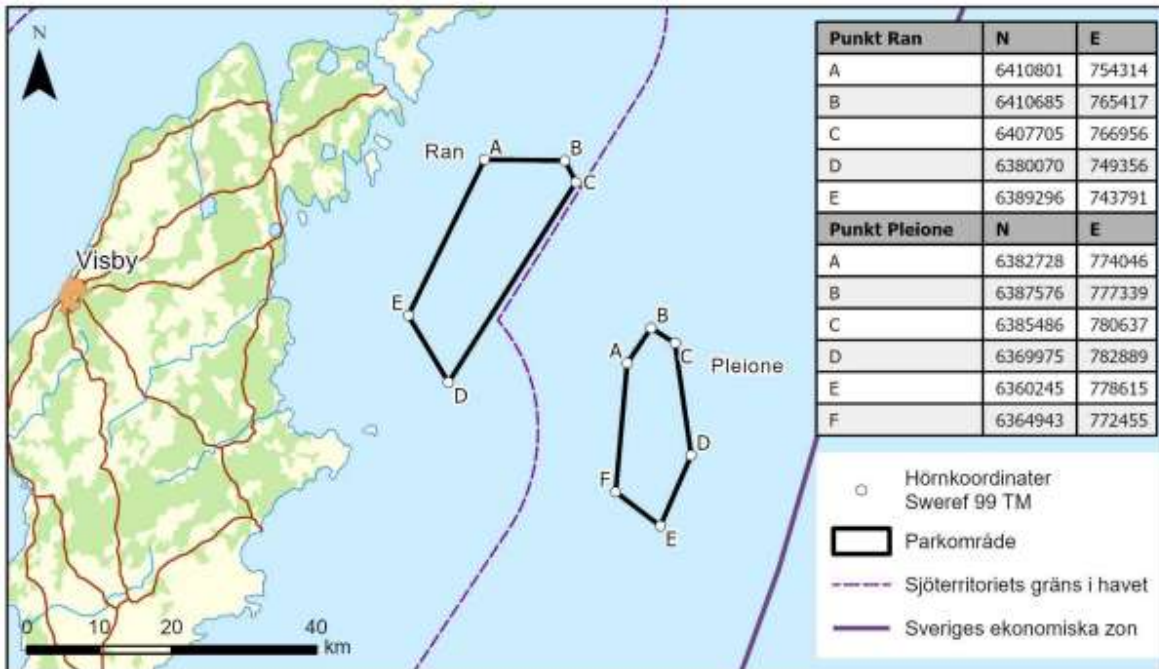 N
Visby
Ran
A
B
C
D
E
A
B
C
D
E
F
Pleione
0 10 20 40
km
Punkt Ran N E
A 6410801 754314
B 6410685 765417
C 6407705 766956
D 6380070 749356
E 6389296 743791
Punkt Pleione N E
A 6382728 774046
B 6387576 777339
C 6385486 780637
D 6369975 782889
E 6360245 778615
F 6364943 772455
Hörnkoordinater
Sweref 99 TM
Parkområde
Sjöterritoriets gräns i havet
Sveriges ekonomiska zon